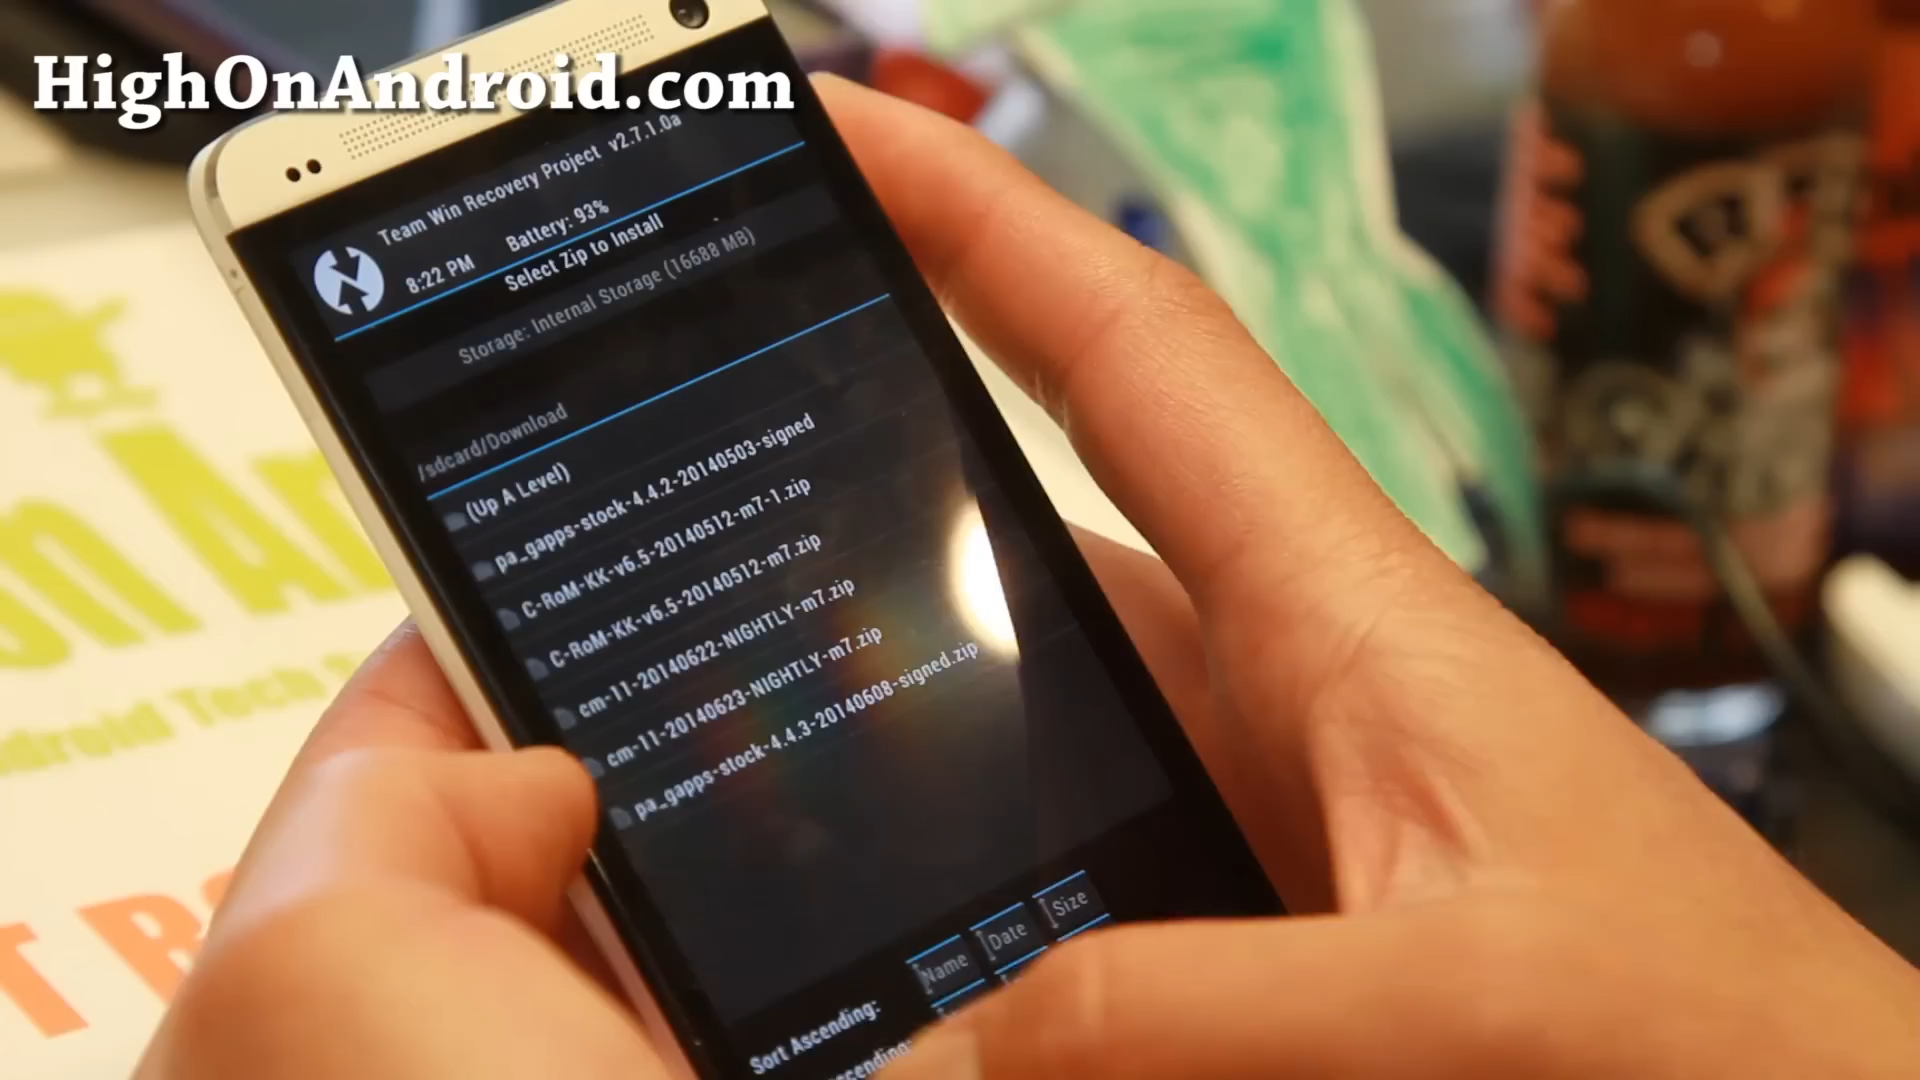 HighOnAndroid.com
Team Win Recovery Project v2.7.1.0a
8:22 PM
Battery: 93%
Select Zip to Install
Storage: Internal Storage (16688 MB)
/sdcard/Download
(Up A Level)
pa_gapps-stock-4.4.2-20140503-signed
C-RoM-KK-v6.5-20140512-m7-1.zip
C-RoM-KK-v6.5-20140512-m7.zip
cm-11-20140622-NIGHTLY-m7.zip
cm-11-20140623-NIGHTLY-m7.zip
pa_gapps-stock-4.4.3-20140608-signed.zip
Sort Ascending:
Name
Date
Size